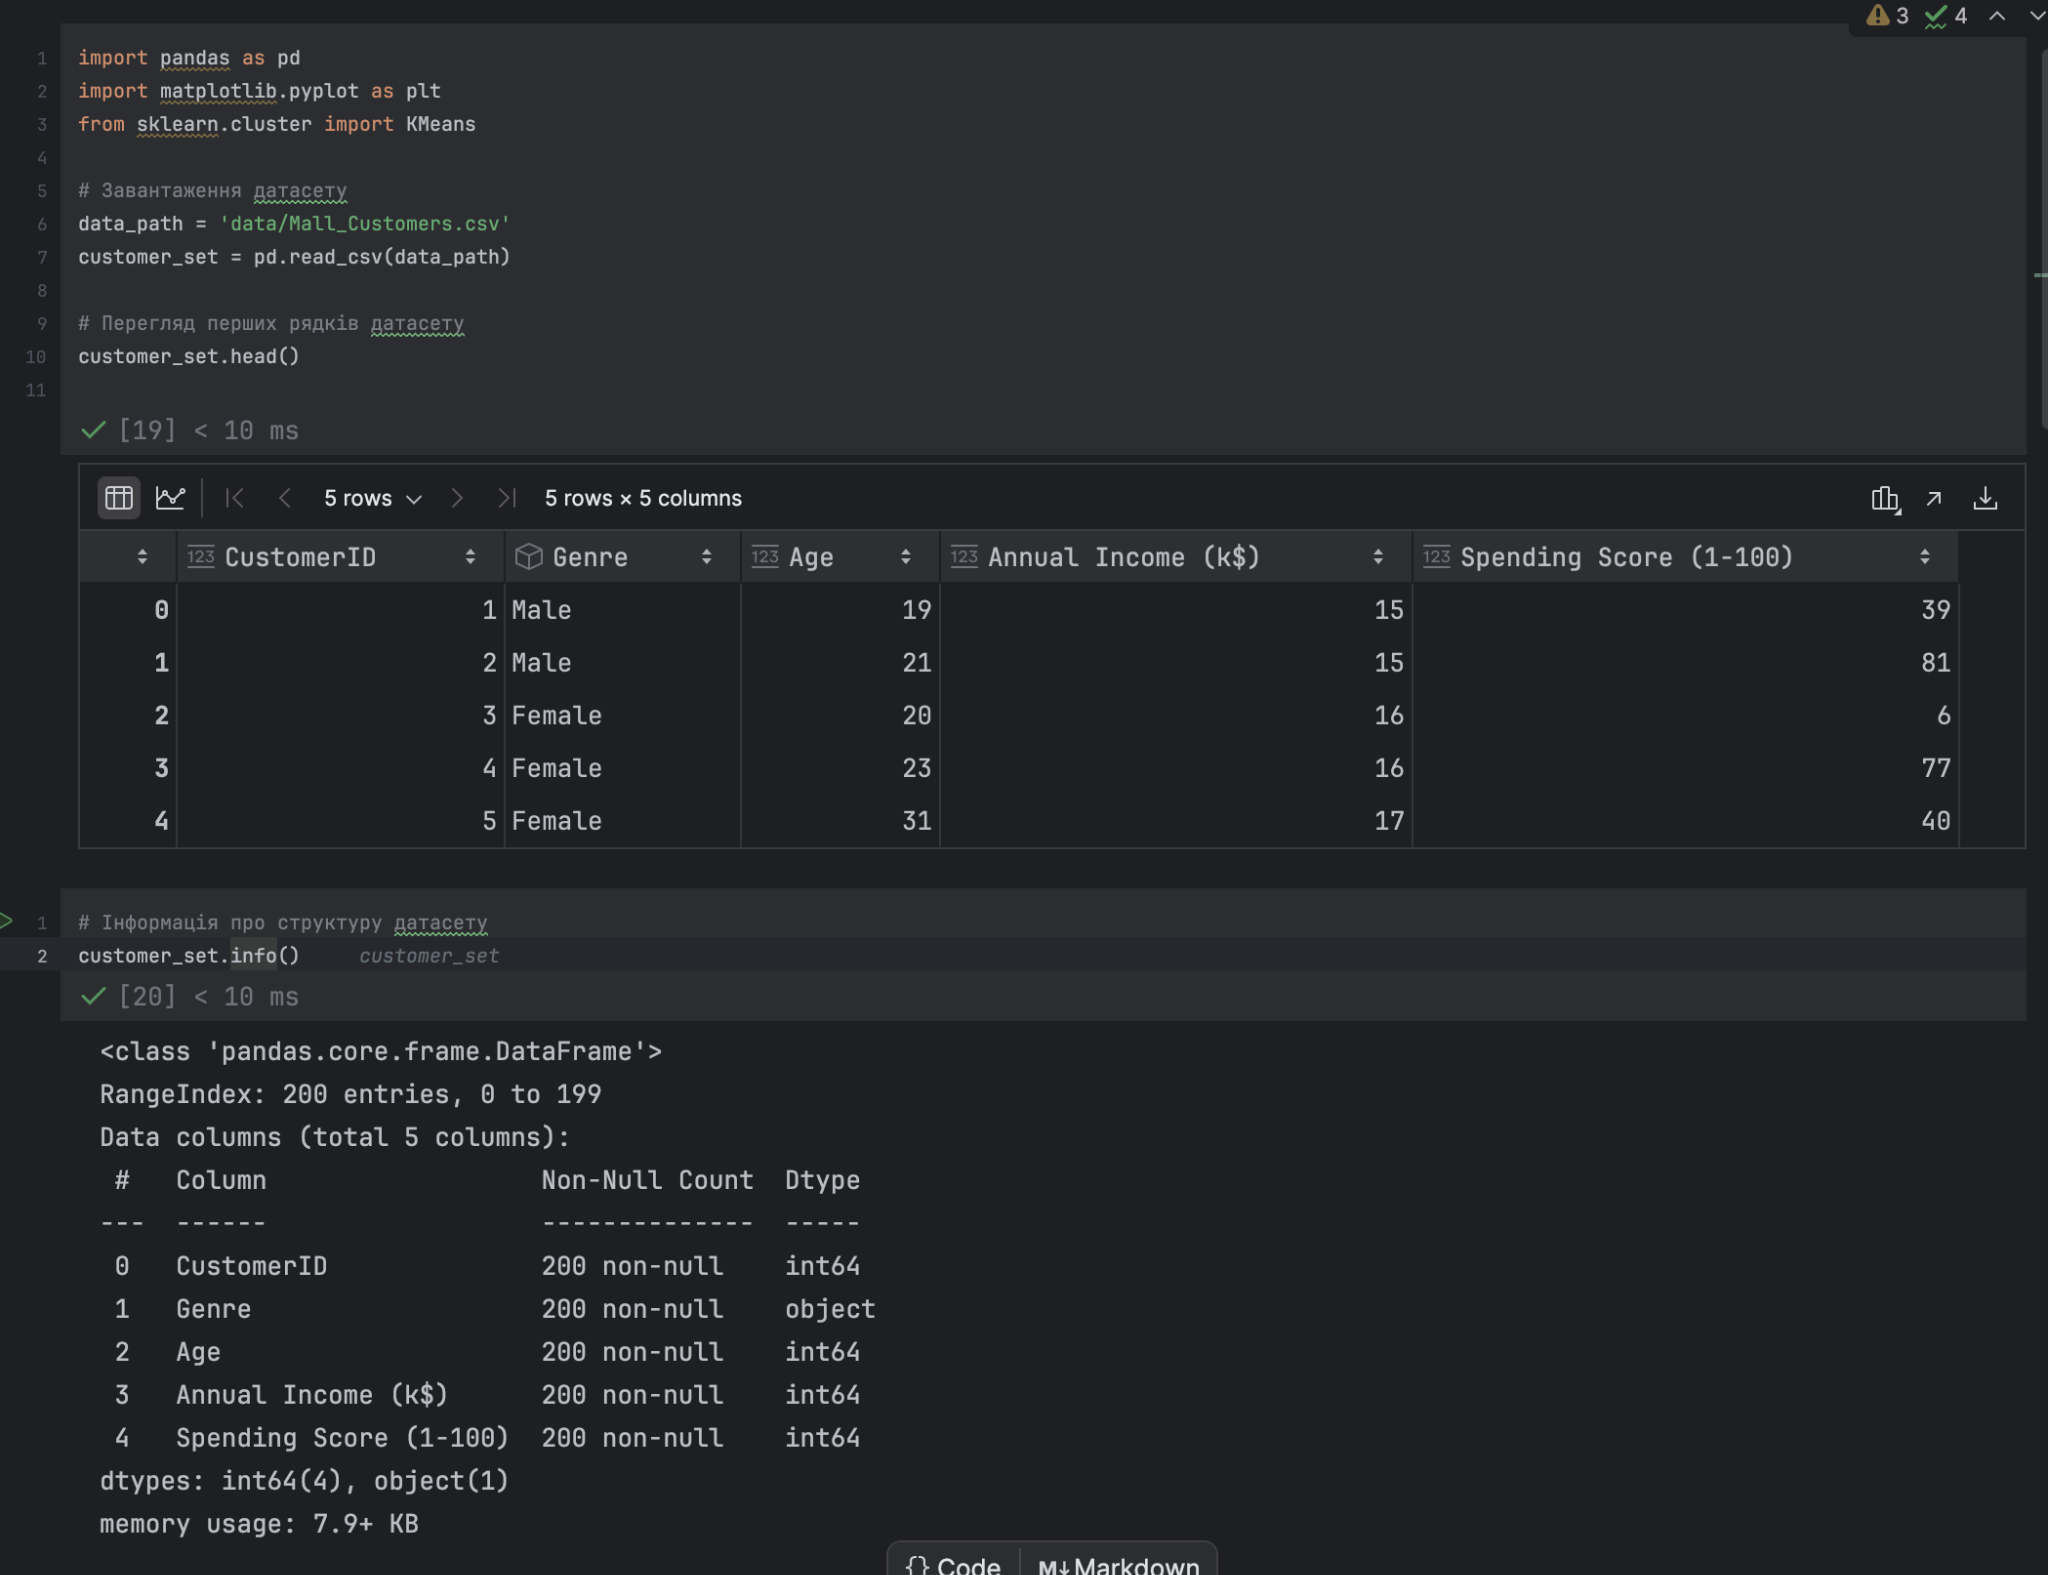 3 4
1 import pandas as pd
2 import matplotlib.pyplot as plt
3 from sklearn.cluster import KMeans
4
5 # Завантаження датасету
6 data_path = 'data/Mall_Customers.csv'
7 customer_set = pd.read_csv(data_path)
8
9 # Перегляд перших рядків датасету
10 customer_set.head()
11
[19] < 10 ms
5 rows 5 rows × 5 columns
123 CustomerID Genre 123 Age 123 Annual Income (k$) 123 Spending Score (1-100)
0 1 Male 19 15 39
1 2 Male 21 15 81
2 3 Female 20 16 6
3 4 Female 23 16 77
4 5 Female 31 17 40
1 # Інформація про структуру датасету
2 customer_set.info() customer_set
[20] < 10 ms
<class 'pandas.core.frame.DataFrame'>
RangeIndex: 200 entries, 0 to 199
Data columns (total 5 columns):
# Column Non-Null Count Dtype
--- ------ -------------- -----
0 CustomerID 200 non-null int64
1 Genre 200 non-null object
2 Age 200 non-null int64
3 Annual Income (k$) 200 non-null int64
4 Spending Score (1-100) 200 non-null int64
dtypes: int64(4), object(1)
memory usage: 7.9+ KB
{} Code M↓ Markdown